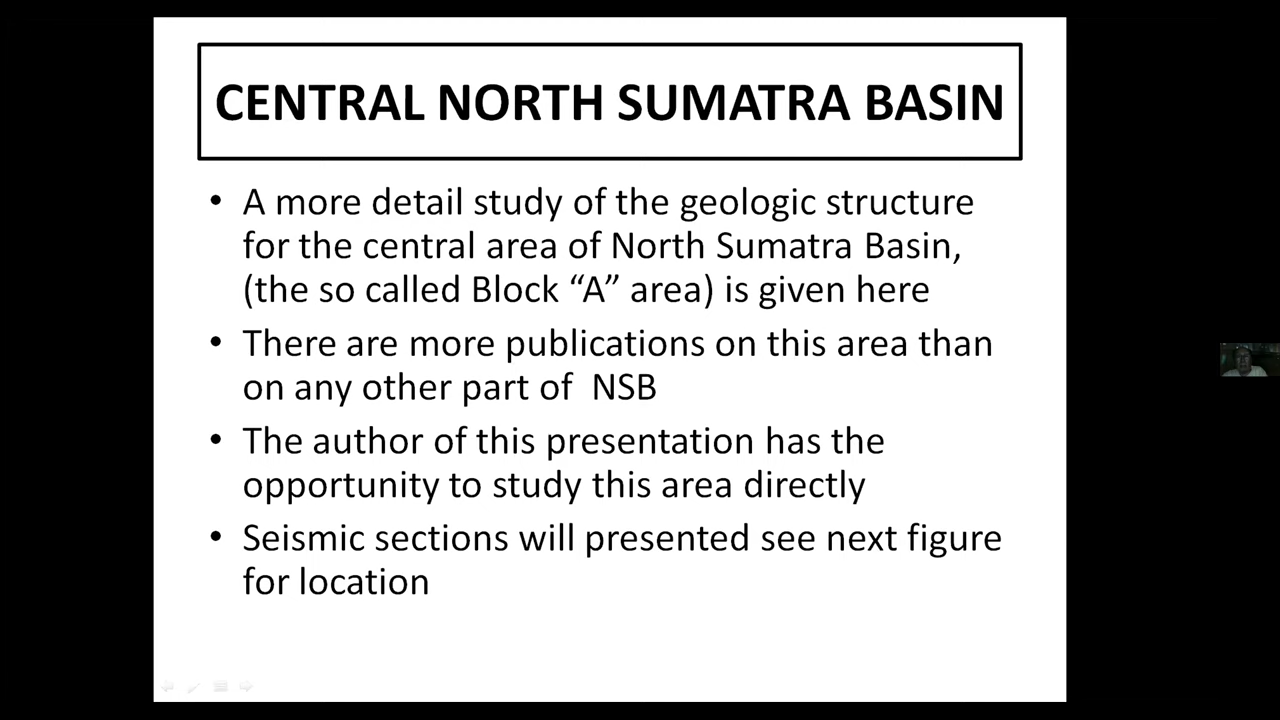 CENTRAL NORTH SUMATRA BASIN
• A more detail study of the geologic structure
for the central area of North Sumatra Basin,
(the so called Block “A” area) is given here
• There are more publications on this area than
on any other part of  NSB
• The author of this presentation has the
opportunity to study this area directly
• Seismic sections will presented see next figure
for location